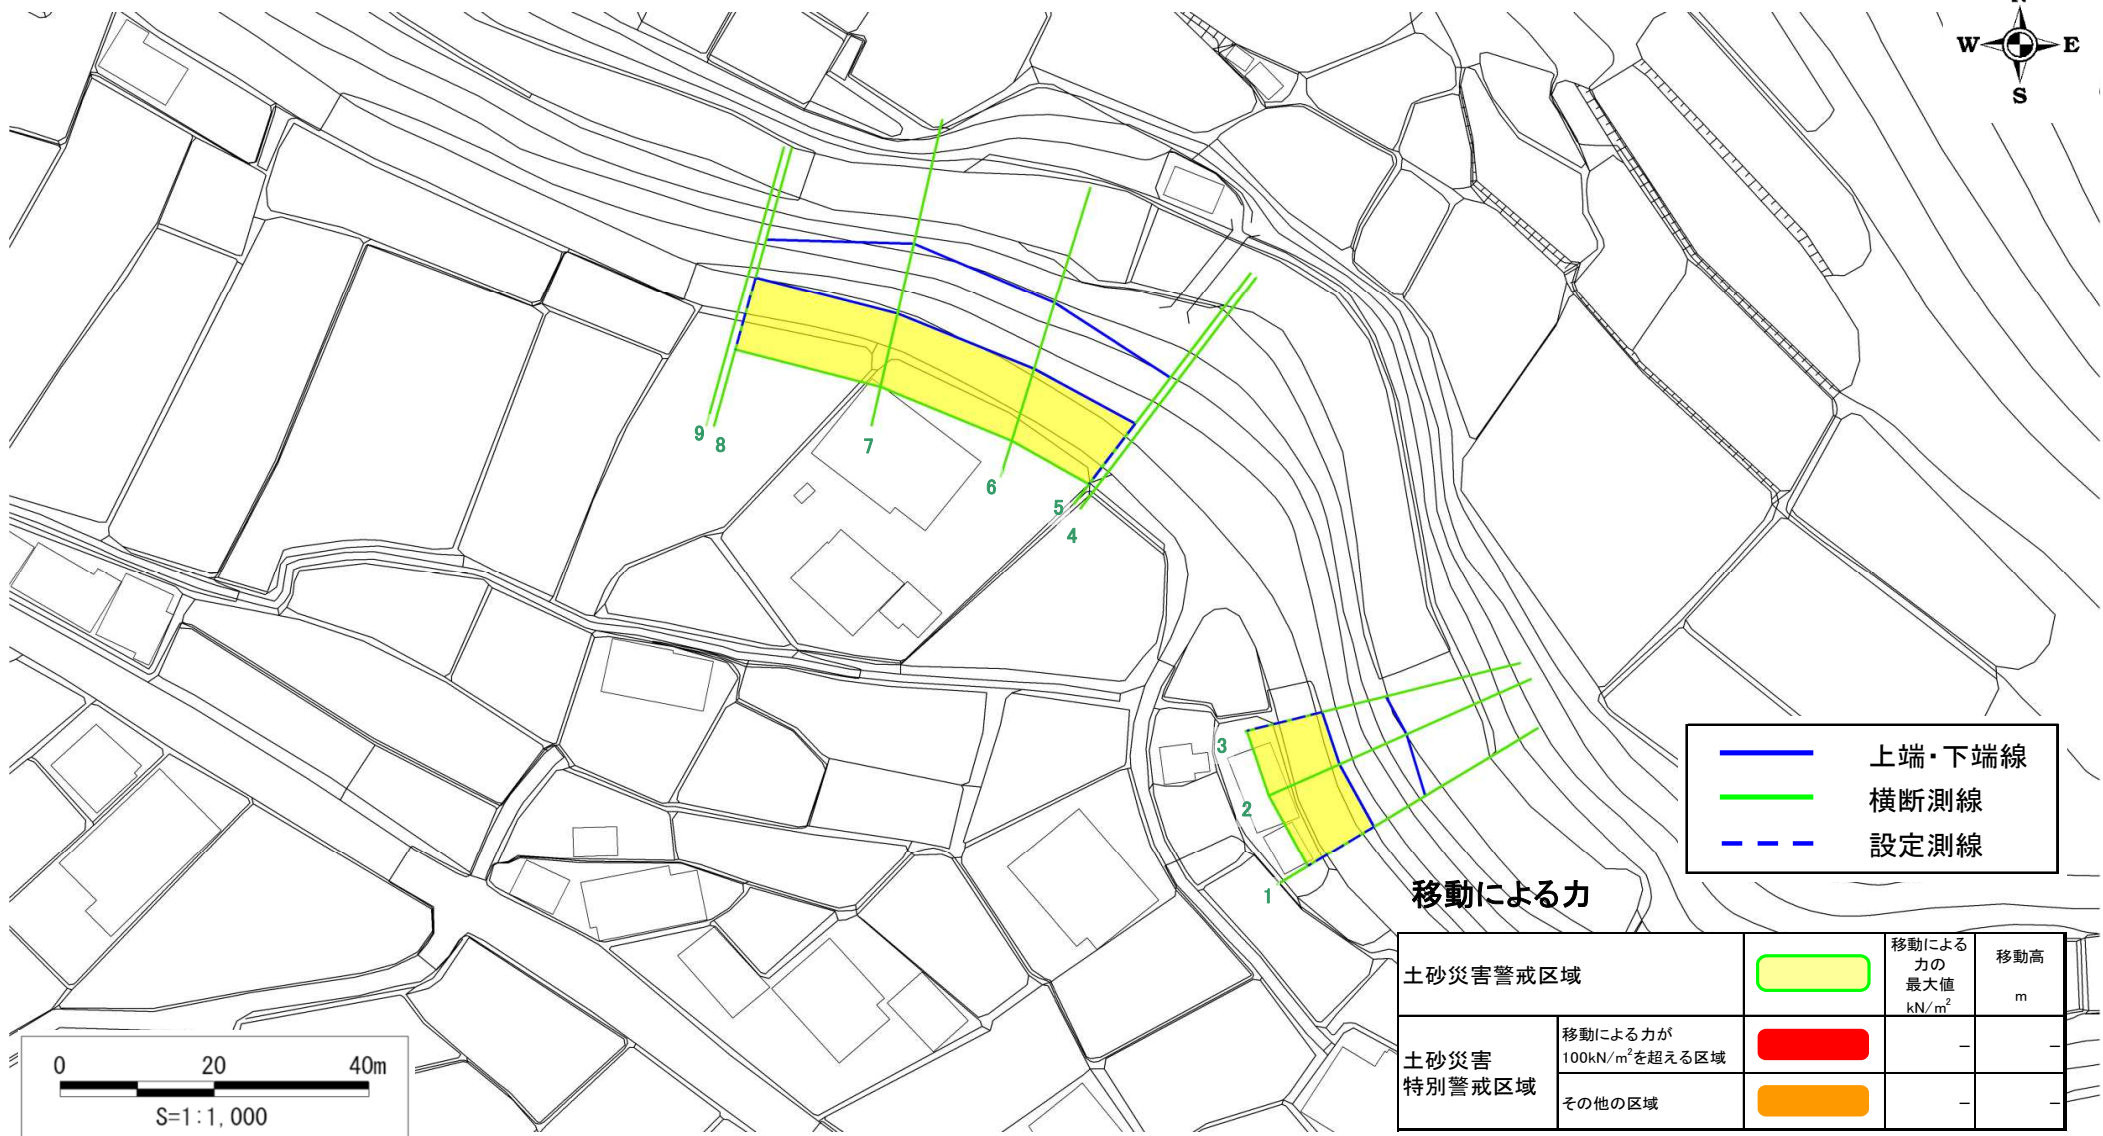 N
W E
S
9
8
7
6
5
4
3
2
1
上端・下端線
横断測線
設定測線
移動による力
土砂災害警戒区域
移動による
力の
最大値
kN/m²
移動高
m
土砂災害
特別警戒区域
移動による力が
100kN/m²を超える区域
－ －
その他の区域
－ －
0 20 40m
S=1:1,000